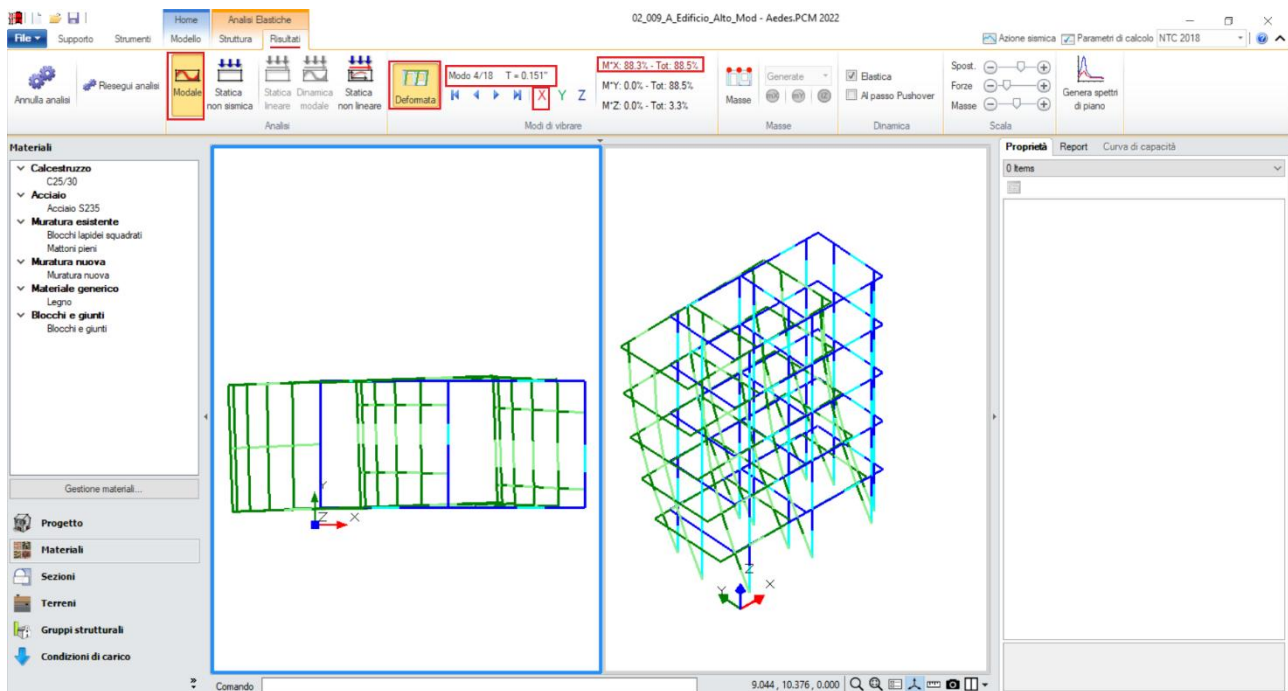 02_009_A_Edificio_Alto_Mod - Aedes.PCM 2022
Home
Analisi Elastiche
File
Supporto
Strumenti
Modello
Struttura
Risultati
Azione sismica
Parametri di calcolo
NTC 2018
Annulla analisi
Riesegui analisi
Modale
Statica non sismica
Statica lineare
Dinamica modale
Statica non lineare
Analisi
Deformata
Modo 4/18 T = 0.151"
X Y Z
M*X: 88.3% - Tot: 88.5%
M*Y: 0.0% - Tot: 88.5%
M*Z: 0.0% - Tot: 3.3%
Modi di vibrare
Masse
Generate
Masse
Elastica
Al passo Pushover
Dinamica
Spost.
Forze
Masse
Scala
Genera spettri di piano
Materiali
Calcestruzzo
C25/30
Acciaio
Acciaio S235
Muratura esistente
Blocchi lapidei squadrati
Mattoni pieni
Muratura nuova
Muratura nuova
Materiale generico
Legno
Blocchi e giunti
Blocchi e giunti
Gestione materiali...
Progetto
Materiali
Sezioni
Terreni
Gruppi strutturali
Condizioni di carico
Y
Z
X
Z
Y
X
Proprietà
Report
Curva di capacità
0 Items
Comando
9.044 , 10.376 , 0.000